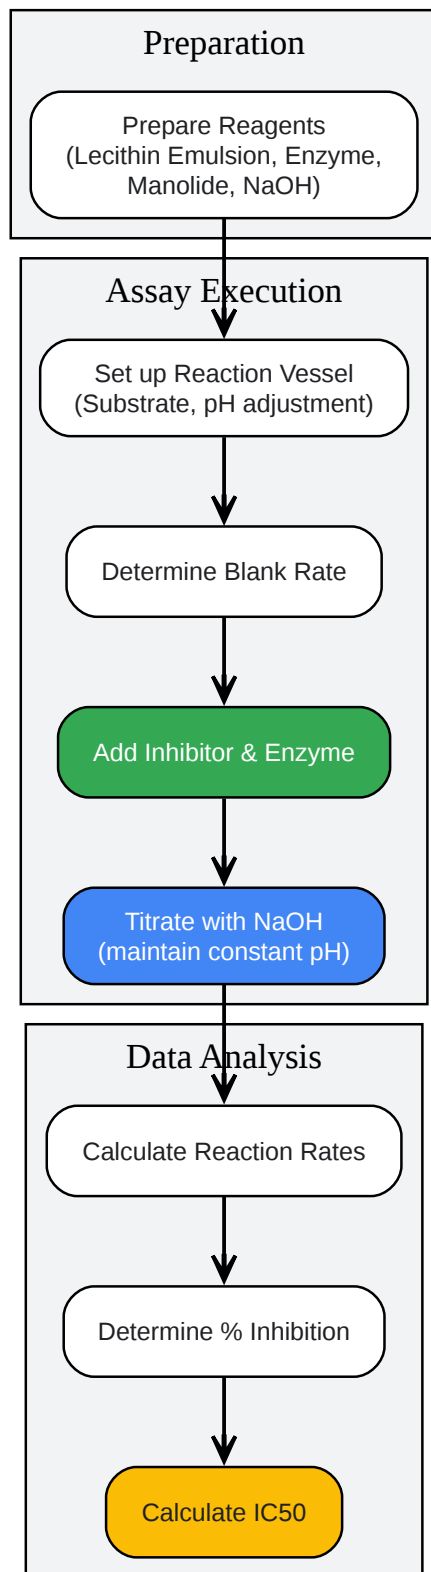 Preparation
Prepare Reagents
(Lecithin Emulsion, Enzyme,
Manolide, NaOH)
Assay Execution
Set up Reaction Vessel
(Substrate, pH adjustment)
Determine Blank Rate
Add Inhibitor & Enzyme
Titrate with NaOH
(maintain constant pH)
Data Analysis
Calculate Reaction Rates
Determine % Inhibition
Calculate IC50